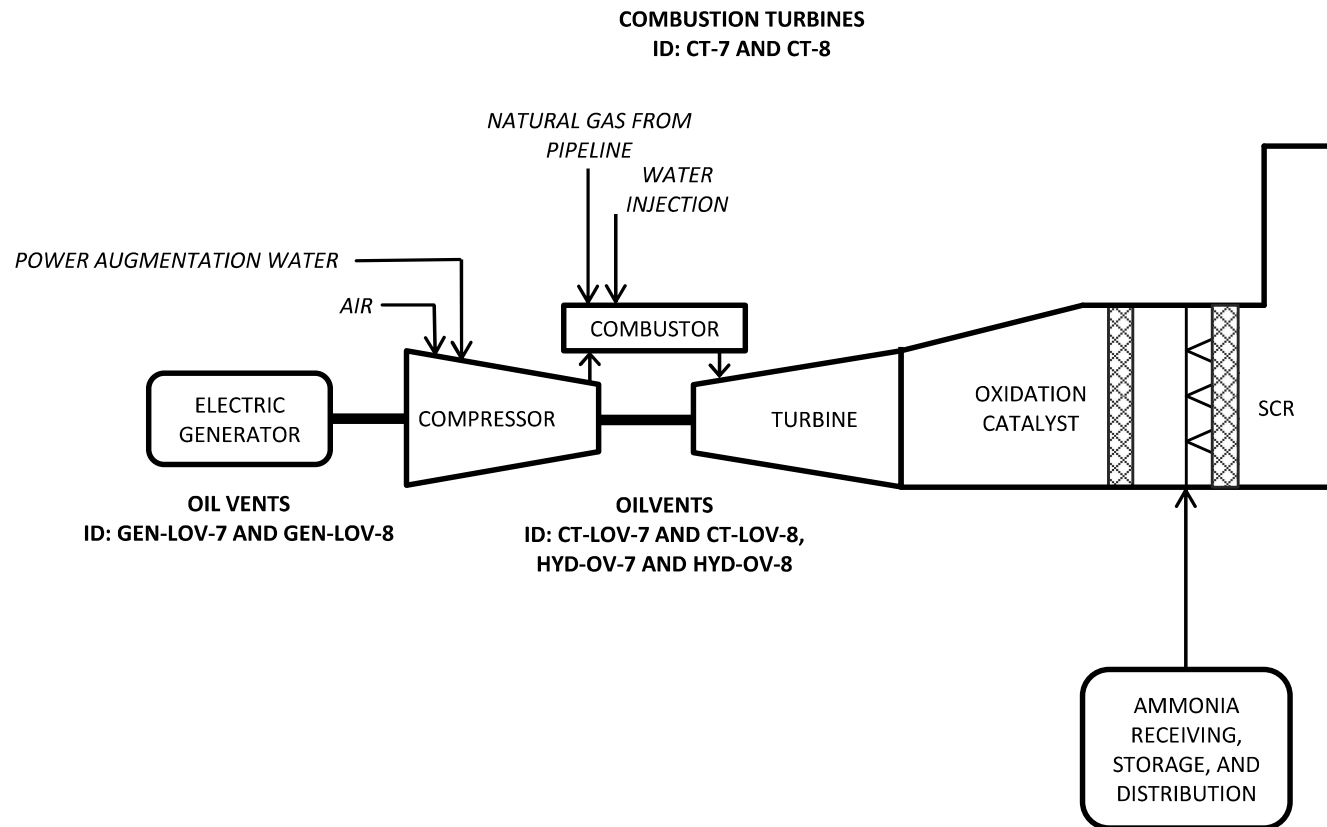 COMBUSTION TURBINES
ID: CT-7 AND CT-8
NATURAL GAS FROM
PIPELINE
WATER
INJECTION
POWER AUGMENTATION WATER
AIR
COMBUSTOR
ELECTRIC
GENERATOR
COMPRESSOR
TURBINE
OXIDATION
CATALYST
SCR
OIL VENTS
ID: GEN-LOV-7 AND GEN-LOV-8
OILVENTS
ID: CT-LOV-7 AND CT-LOV-8,
HYD-OV-7 AND HYD-OV-8
AMMONIA
RECEIVING,
STORAGE, AND
DISTRIBUTION